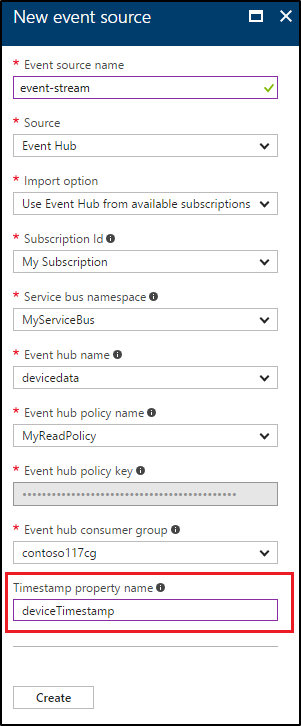 New event source
* Event source name
event-stream
* Source
Event Hub
* Import option
Use Event Hub from available subscriptions
* Subscription Id
My Subscription
* Service bus namespace
MyServiceBus
* Event hub name
devicedata
* Event hub policy name
MyReadPolicy
* Event hub policy key
* Event hub consumer group
contoso117cg
Timestamp property name
deviceTimestamp
Create